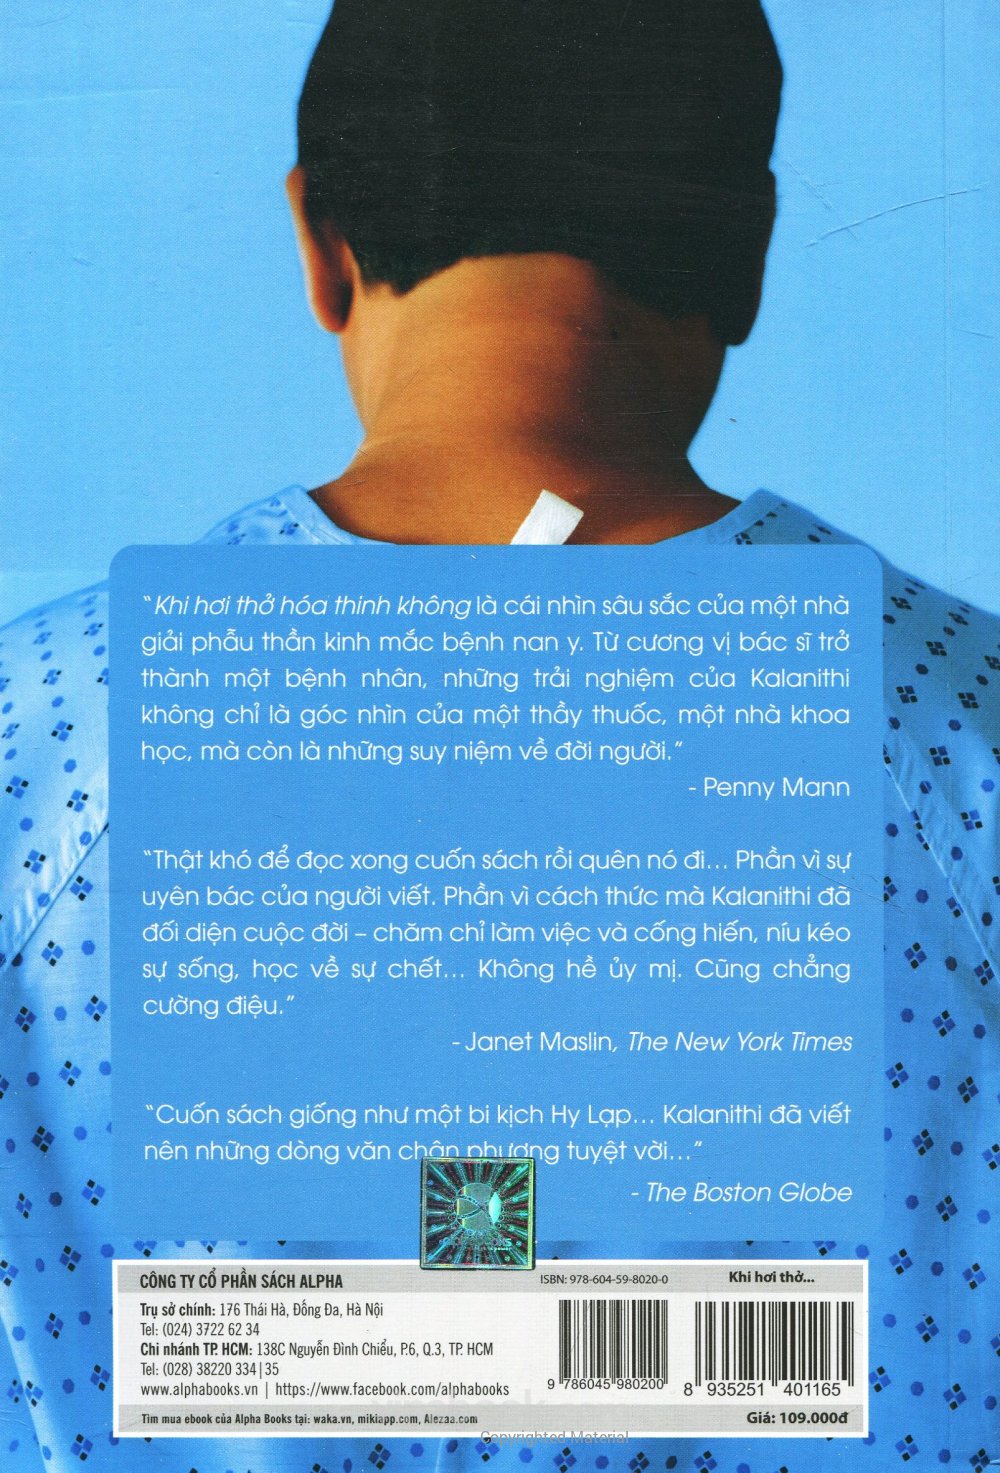 “Khi hơi thở hóa thinh không là cái nhìn sâu sắc của một nhà
giải phẫu thần kinh mắc bệnh nan y. Từ cương vị bác sĩ trở
thành một bệnh nhân, những trải nghiệm của Kalanithi
không chỉ là góc nhìn của một thầy thuốc, một nhà khoa
học, mà còn là những suy niệm về đời người.”
- Penny Mann
“Thật khó để đọc xong cuốn sách rồi quên nó đi... Phần vì sự
uyên bác của người viết. Phần vì cách thức mà Kalanithi đã
đối diện cuộc đời – chăm chỉ làm việc và cống hiến, níu kéo
sự sống, học về sự chết... Không hề ủy mị. Cũng chẳng
cường điệu.”
- Janet Maslin, The New York Times
“Cuốn sách giống như một bi kịch Hy Lạp... Kalanithi đã viết
nên những dòng văn chân phương tuyệt vời...”
- The Boston Globe
CÔNG TY CỔ PHẦN SÁCH ALPHA
Trụ sở chính: 176 Thái Hà, Đống Đa, Hà Nội
Tel: (024) 3722 62 34
Chi nhánh TP. HCM: 138C Nguyễn Đình Chiểu, P.6, Q.3, TP. HCM
Tel: (028) 38220 334|35
www.alphabooks.vn | https://www.facebook.com/alphabooks
Tìm mua ebook của Alpha Books tại: waka.vn, mikiapp.com, Alezaa.com
ISBN: 978-604-59-8020-0
9 786045 980200
Khi hơi thở...
8 935251 401165
Giá: 109.000đ
Copyrighted Material